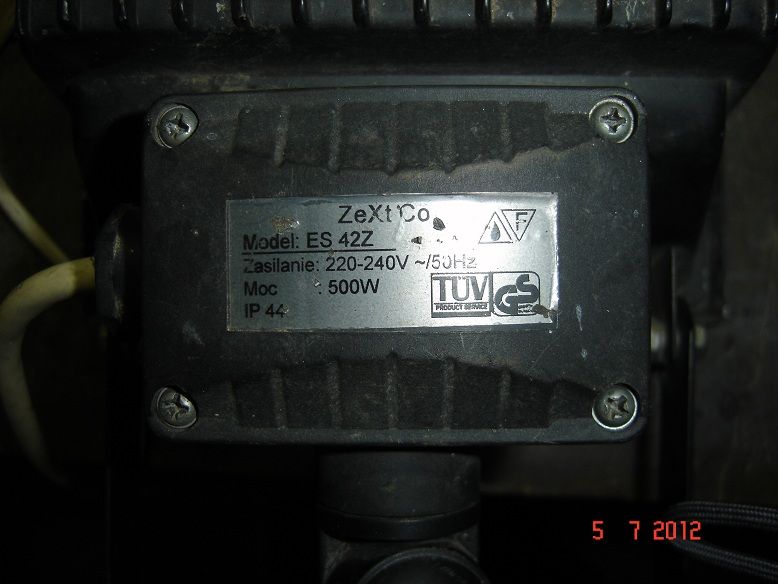 ZeXt Co
Model: ES 42Z
F
Zasilanie: 220-240V ~/50Hz
Moc : 500W
IP 44
TÜV
PRODUCT SERVICE
GS
5 7 2012